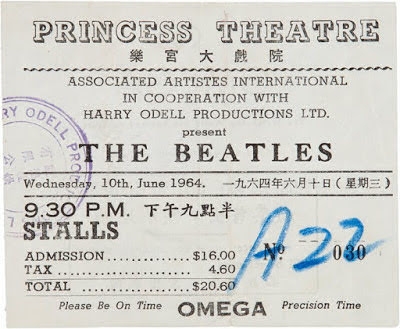 PRINCESS THEATRE
樂宮大戲院
ASSOCIATED ARTISTES INTERNATIONAL
IN COOPERATION WITH
HARRY ODELL PRODUCTIONS LTD.
present
THE BEATLES
Wednesday, 10th, June 1964. 一九六四年六月十日(星期三)
9.30 P.M. 下午九點半
STALLS
ADMISSION .................. $16.00
TAX ........................ 4.60
TOTAL ...................... $20.60
A22
Nº 030
Please Be On Time OMEGA Precision Time
HARRY ODELL PROD